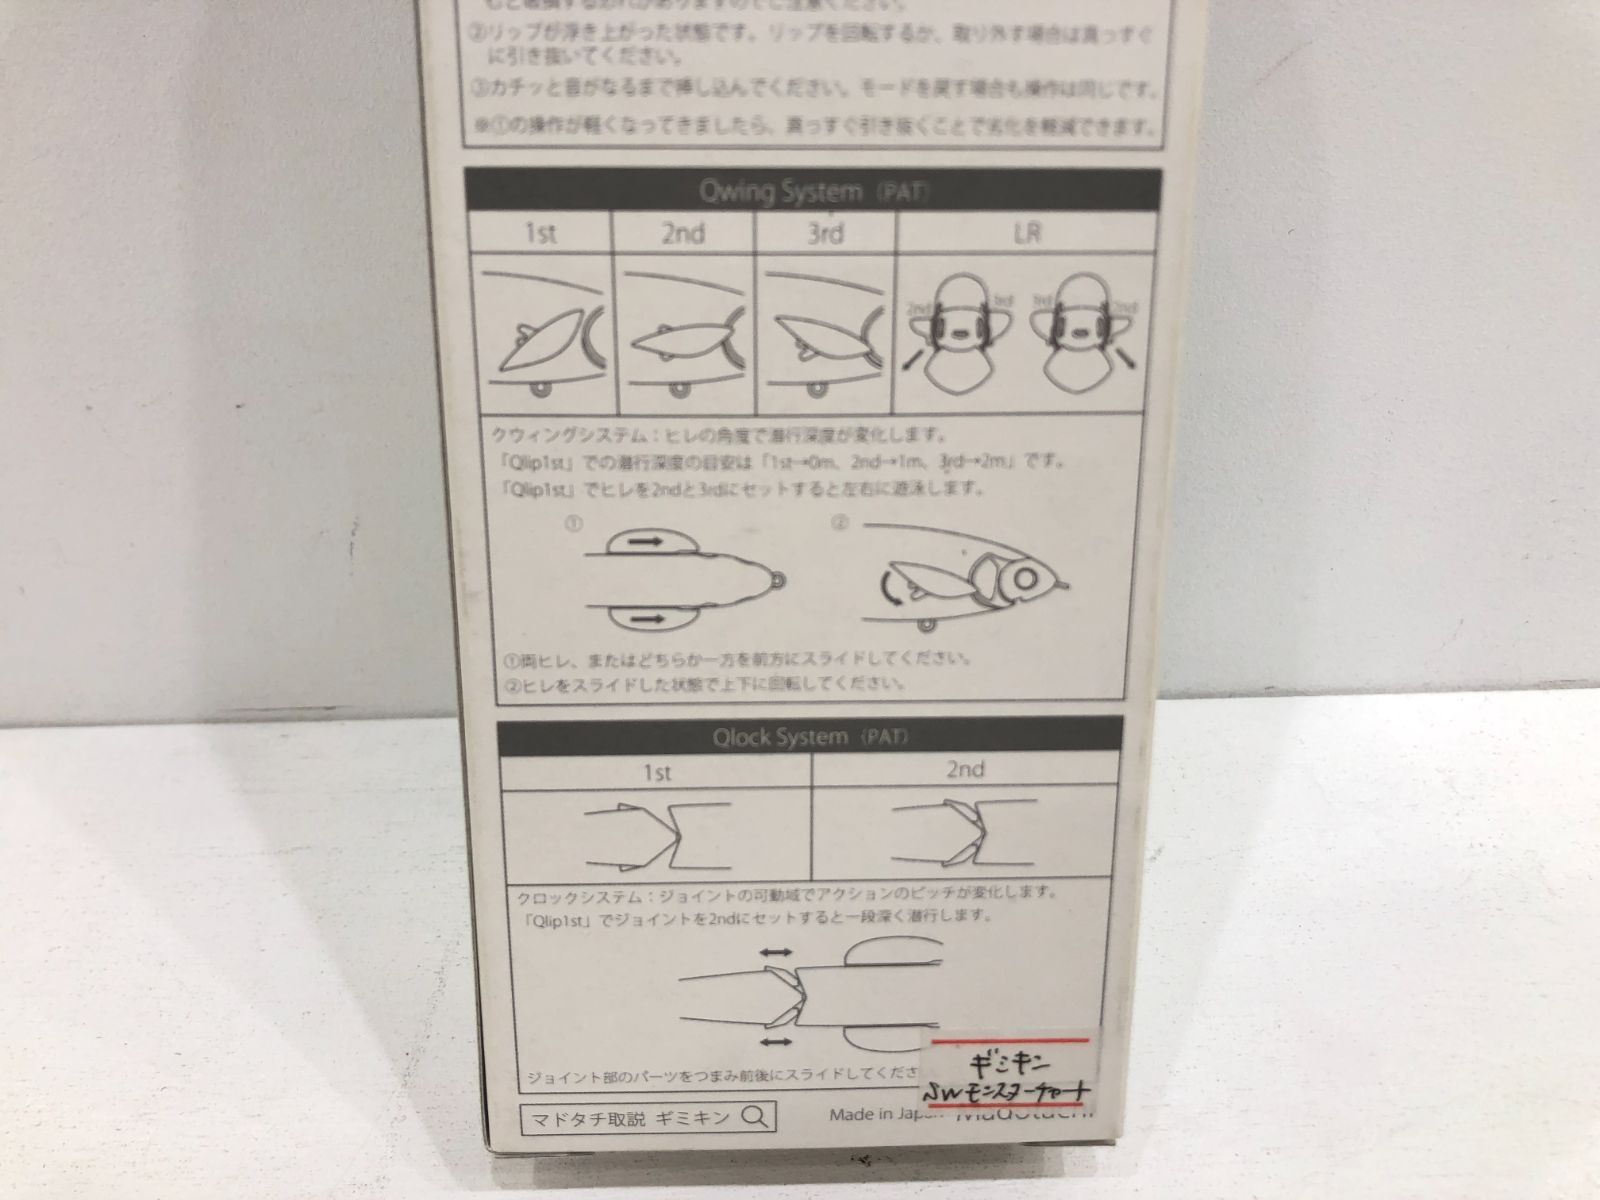 ②リップが浮き上がった状態です。リップを回転するか、取り外す場合は真っすぐ
に引き抜いてください。
③カチッと音がなるまで挿し込んでください。モードを戻す場合も操作は同じです。
※①の操作が軽くなってきましたら、真っすぐ引き抜くことで劣化を軽減できます。
Qwing System（PAT）
1st 2nd 3rd LR
2nd 3rd 3rd 2nd
クウィングシステム：ヒレの角度で潜行深度が変化します。
「Qlip1st」での潜行深度の目安は「1st→0m、2nd→1m、3rd→2m」です。
「Qlip1st」でヒレを2ndと3rdにセットすると左右に遊泳します。
① ②
①両ヒレ、またはどちらか一方を前方にスライドしてください。
②ヒレをスライドした状態で上下に回転してください。
Qlock System（PAT）
1st 2nd
クロックシステム：ジョイントの可動域でアクションのピッチが変化します。
「Qlip1st」でジョイントを2ndにセットすると一段深く潜行します。
ジョイント部のパーツをつまみ前後にスライドしてくださ
ギミキン
SWモンスターチャート
マドタチ取説 ギミキン
Made in Japan Madotachi